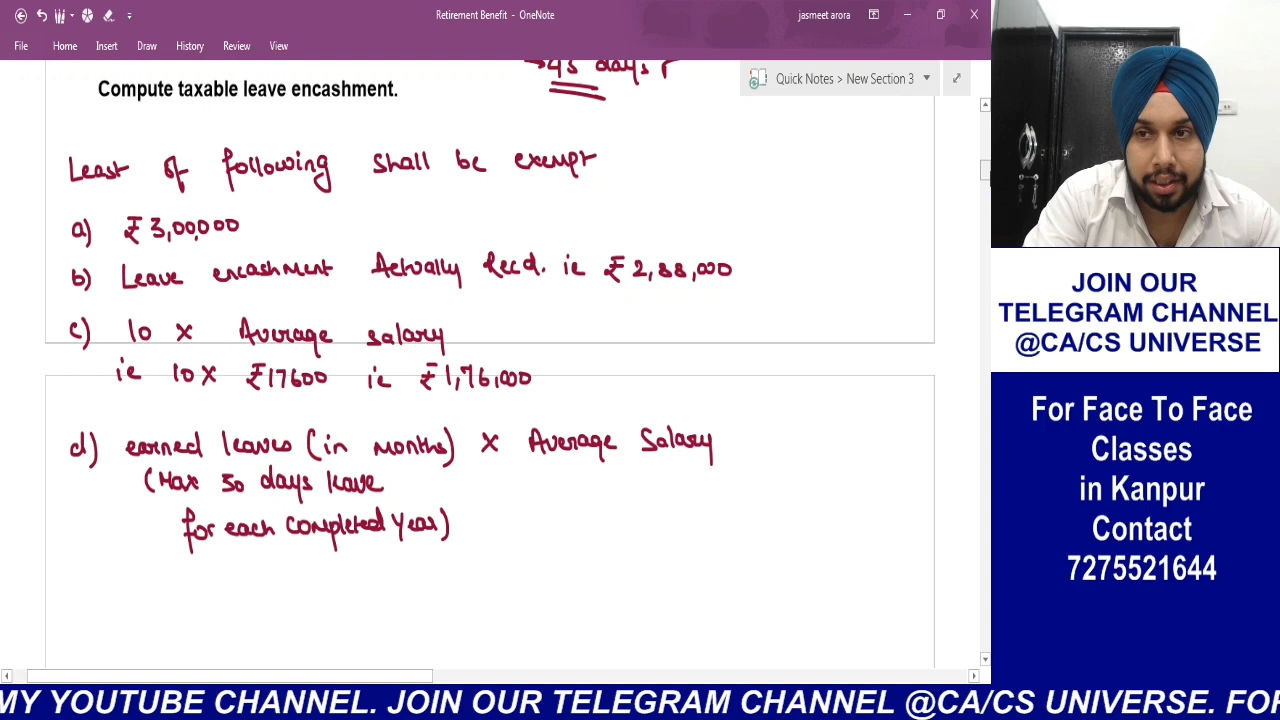 Retirement Benefit - OneNote
jasmeet arora
File Home Insert Draw History Review View
→45 days
Quick Notes > New Section 3
Compute taxable leave encashment.
Least of following shall be exempt
a) ₹3,00,000
b) Leave encashment Actually Recd. ie ₹2,88,000
c) 10 × Average salary
ie 10× ₹17600 ie ₹1,76,000
d) earned leaves (in months) × Average Salary
(Max 30 days leave
for each completed year)
JOIN OUR
TELEGRAM CHANNEL
@CA/CS UNIVERSE
For Face To Face
Classes
in Kanpur
Contact
7275521644
MY YOUTUBE CHANNEL. JOIN OUR TELEGRAM CHANNEL @CA/CS UNIVERSE. FOR